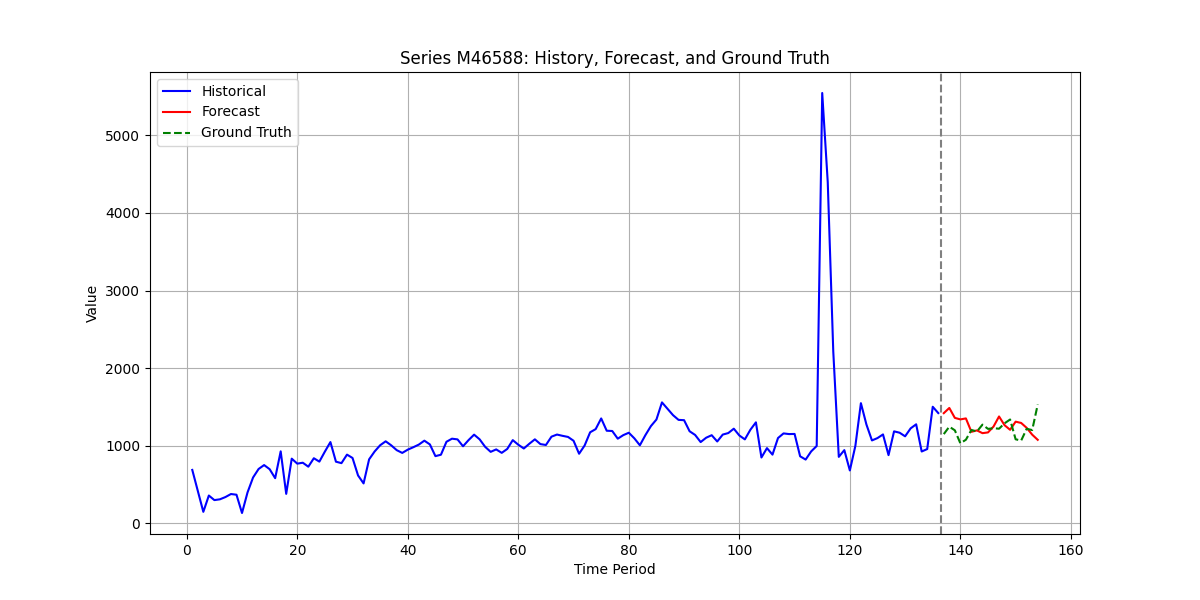 Series M46588: History, Forecast, and Ground Truth
Historical
Forecast
Ground Truth
Value
5000
4000
3000
2000
1000
0
0 20 40 60 80 100 120 140 160
Time Period